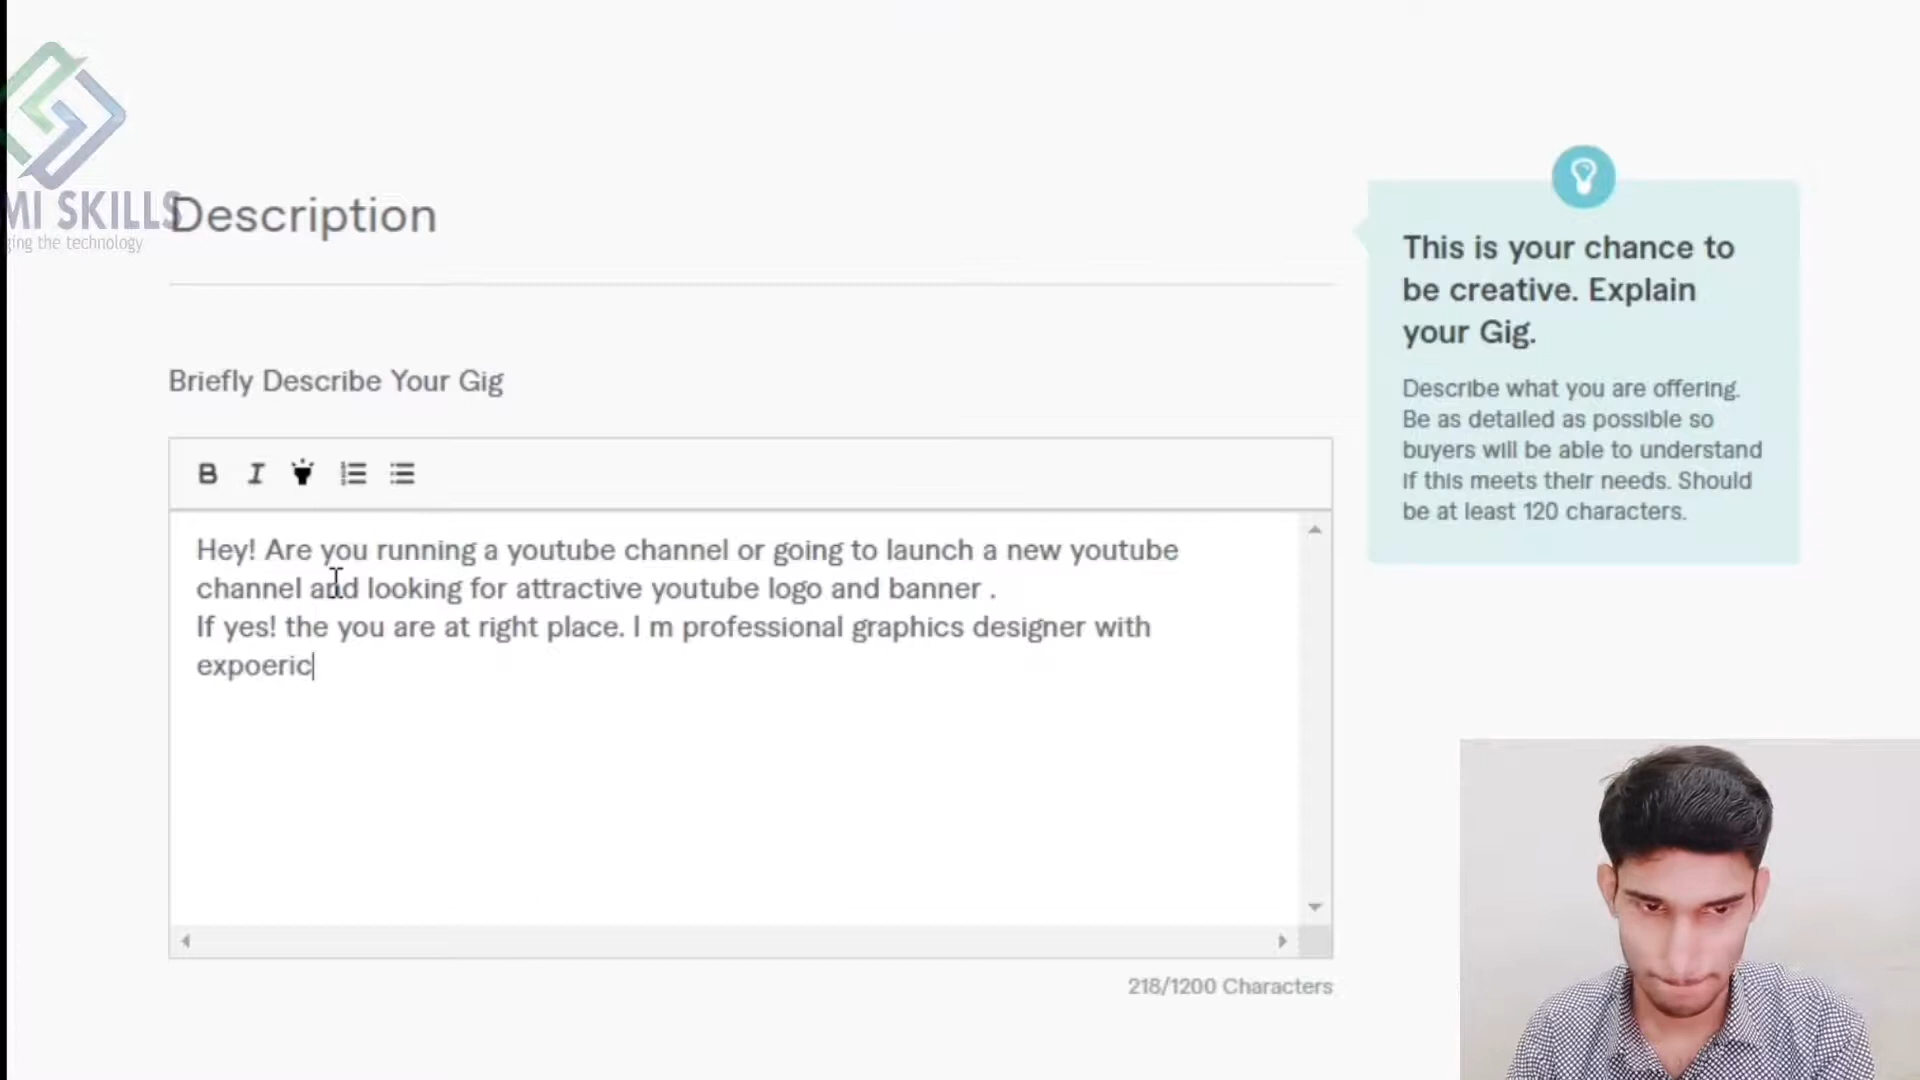 MI SKILLS
ging the technology
Description
Briefly Describe Your Gig
B I
Hey! Are you running a youtube channel or going to launch a new youtube
channel and looking for attractive youtube logo and banner .
If yes! the you are at right place. I m professional graphics designer with
expoeric
218/1200 Characters
This is your chance to
be creative. Explain
your Gig.
Describe what you are offering.
Be as detailed as possible so
buyers will be able to understand
if this meets their needs. Should
be at least 120 characters.